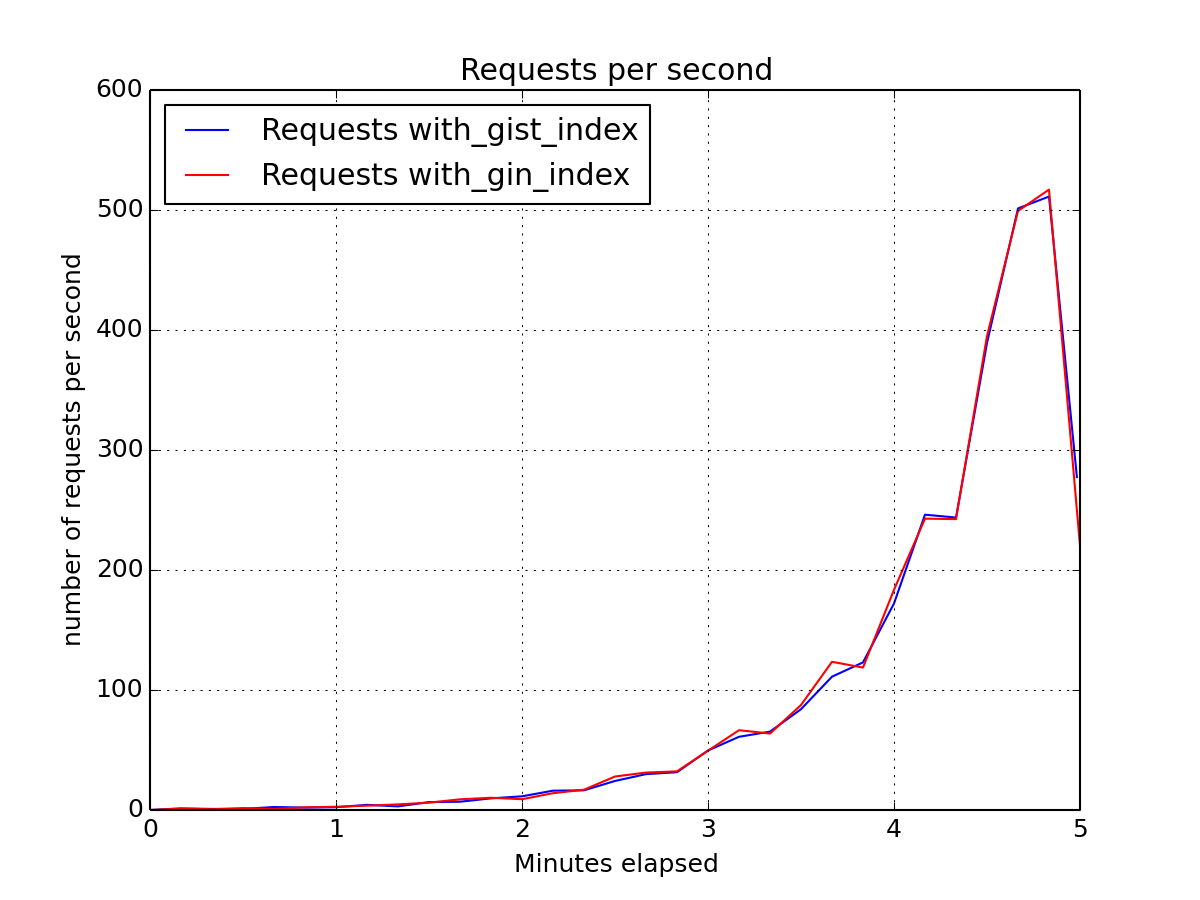 Requests per second
600
500
400
300
200
100
0
Requests with_gist_index
Requests with_gin_index
number of requests per second
0 1 2 3 4 5
Minutes elapsed